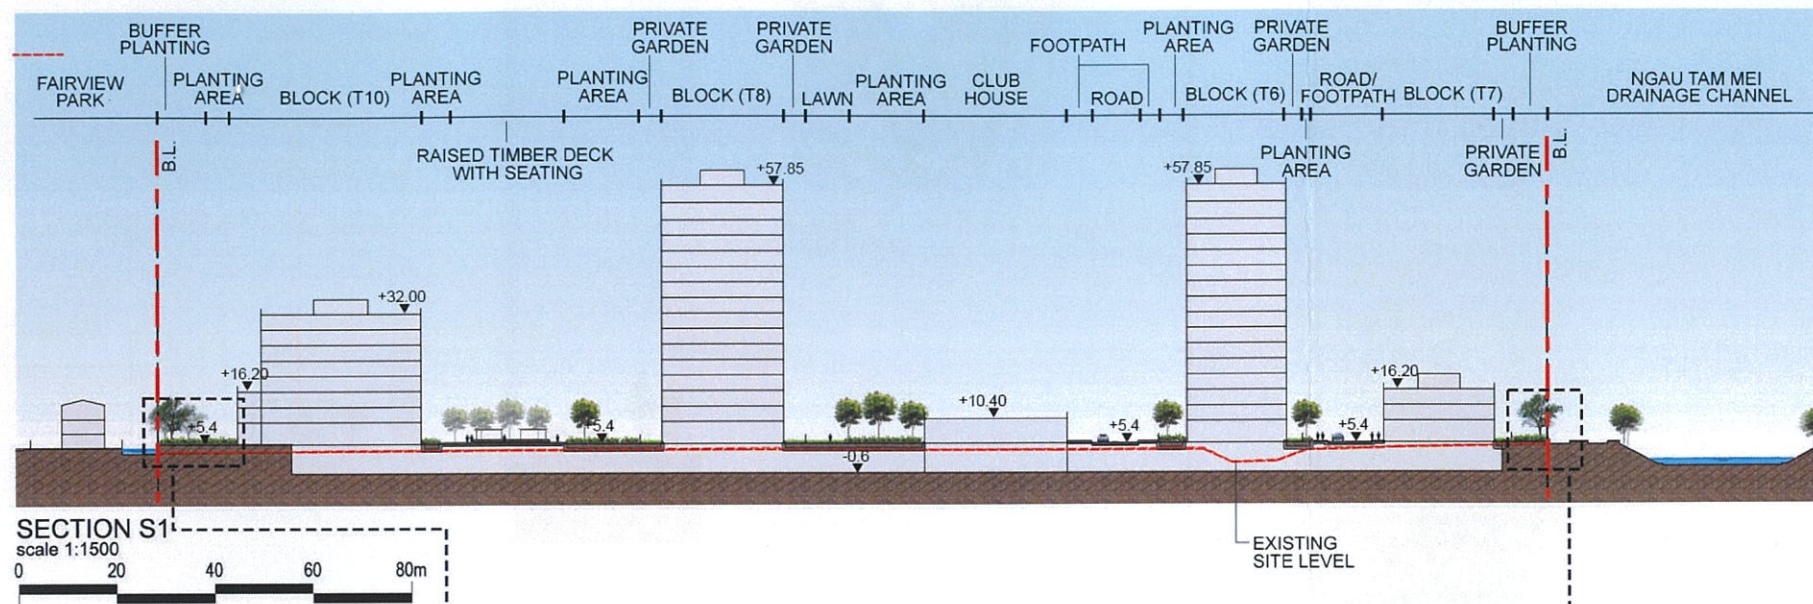 BUFFER
PLANTING
PRIVATE
GARDEN
PRIVATE
GARDEN
FOOTPATH
PLANTING
AREA
PRIVATE
GARDEN
BUFFER
PLANTING
FAIRVIEW
PARK
PLANTING
AREA
BLOCK (T10)
PLANTING
AREA
PLANTING
AREA
BLOCK (T8)
LAWN
PLANTING
AREA
CLUB
HOUSE
ROAD
BLOCK (T6)
ROAD/
FOOTPATH
BLOCK (T7)
NGAU TAM MEI
DRAINAGE CHANNEL
B.L.
RAISED TIMBER DECK
WITH SEATING
PLANTING
AREA
PRIVATE
GARDEN
B.L.
+57.85
+57.85
+32.00
+16.20
+16.20
+10.40
+5.4
+5.4
+5.4
+5.4
-0.6
EXISTING
SITE LEVEL
SECTION S1
scale 1:1500
0 20 40 60 80m